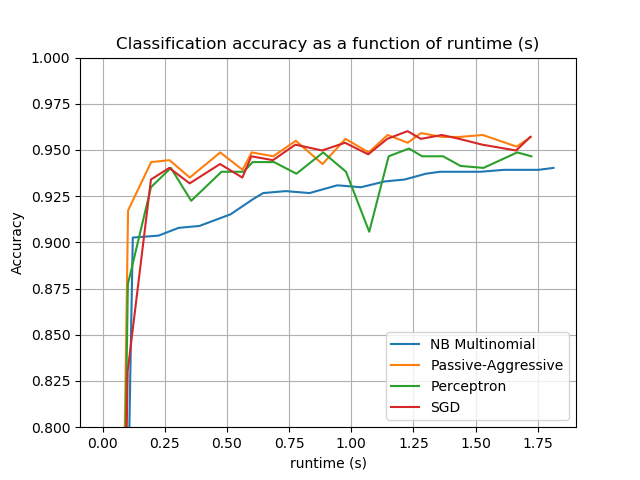 Classification accuracy as a function of runtime (s)
1.000
0.975
0.950
0.925
0.900
0.875
0.850
0.825
0.800
Accuracy
NB Multinomial
Passive-Aggressive
Perceptron
SGD
0.00 0.25 0.50 0.75 1.00 1.25 1.50 1.75
runtime (s)